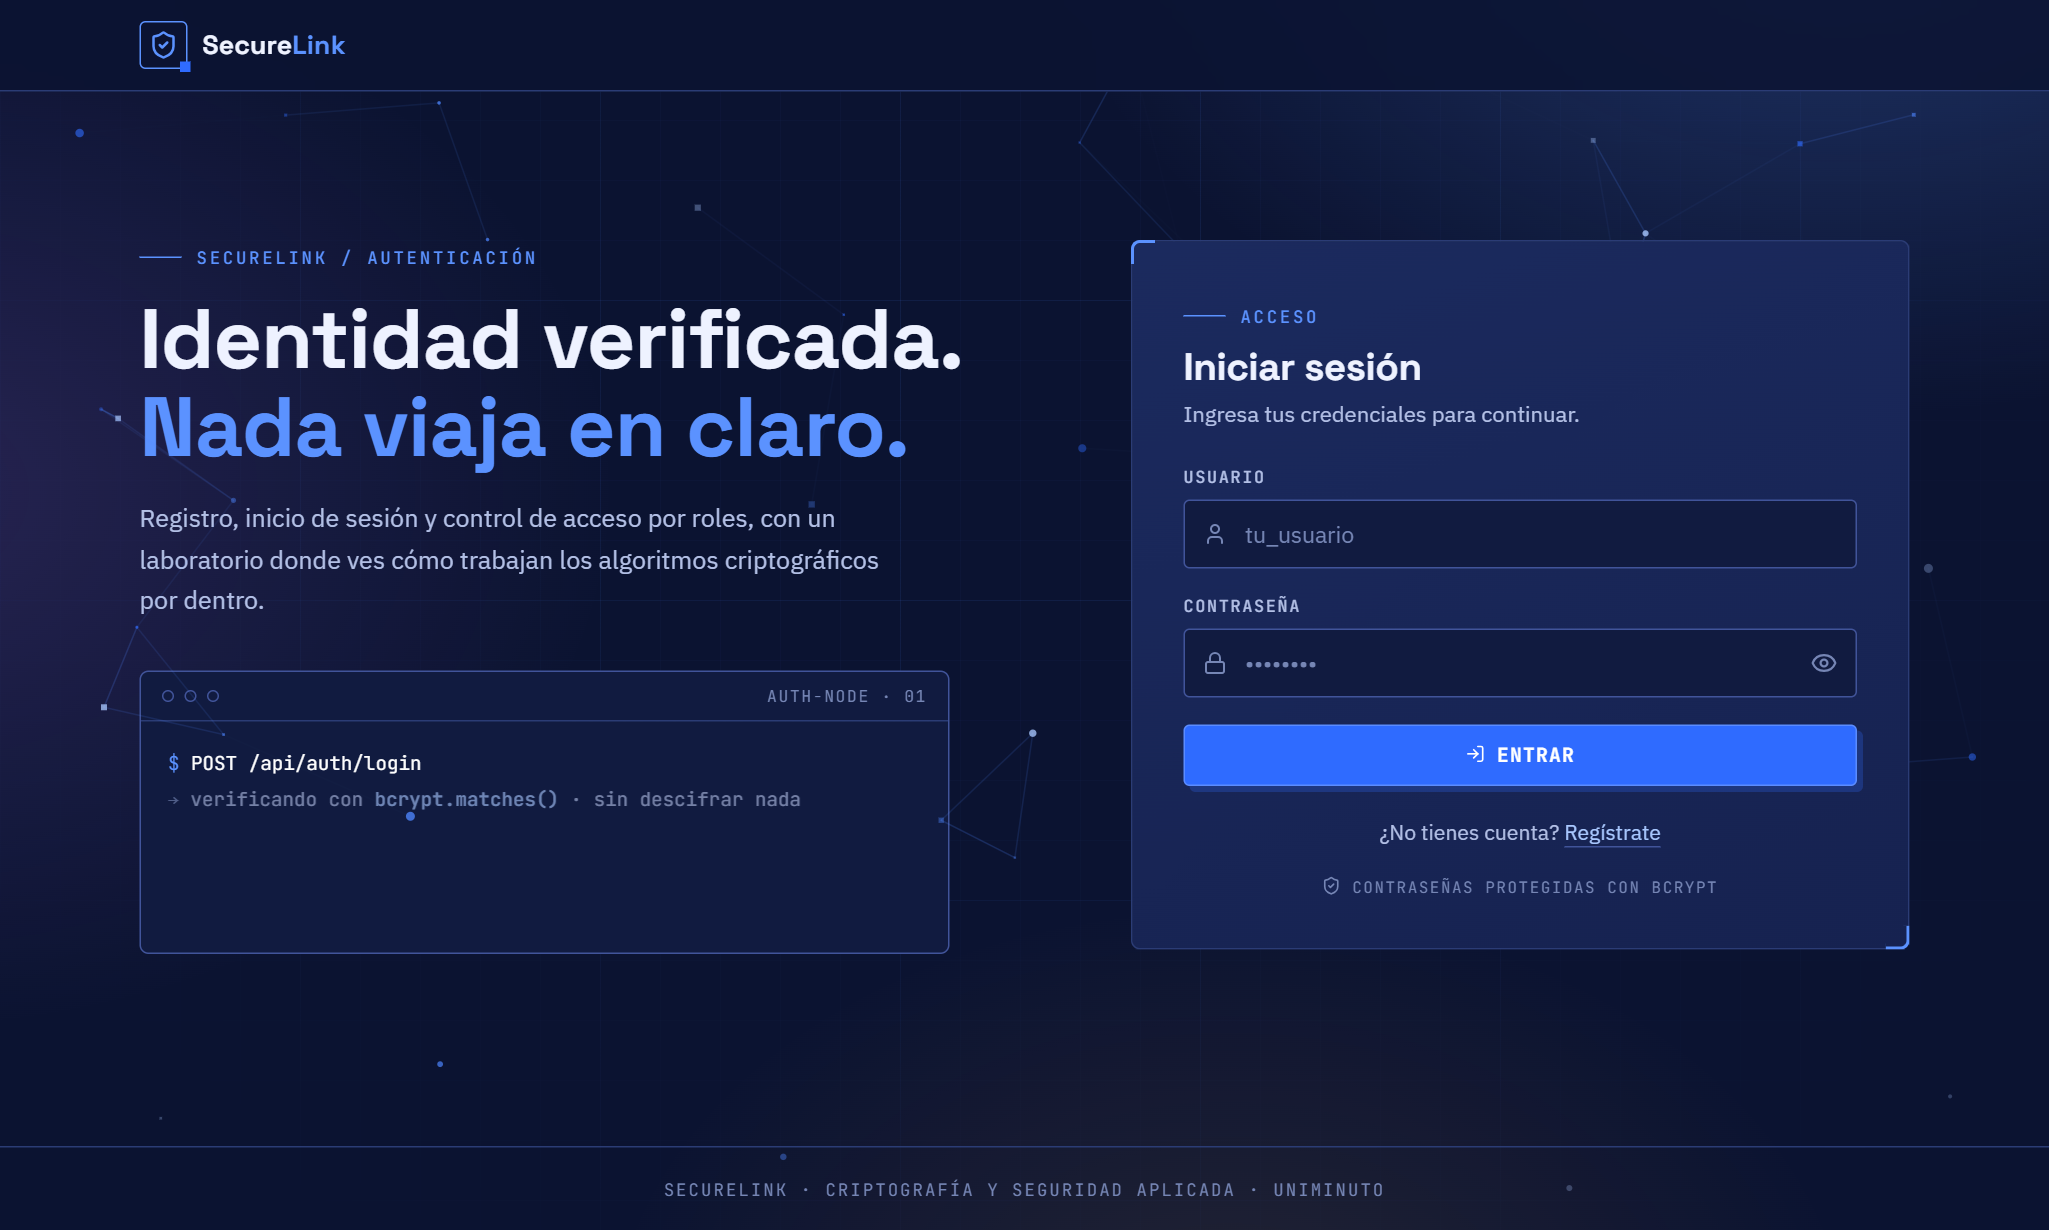 SecureLink
SECURELINK / AUTENTICACIÓN
Identidad verificada.
Nada viaja en claro.
Registro, inicio de sesión y control de acceso por roles, con un
laboratorio donde ves cómo trabajan los algoritmos criptográficos
por dentro.
AUTH-NODE · 01
$ POST /api/auth/login
→ verificando con bcrypt.matches() · sin descifrar nada
ACCESO
Iniciar sesión
Ingresa tus credenciales para continuar.
USUARIO
tu_usuario
CONTRASEÑA
••••••••
ENTRAR
¿No tienes cuenta? Regístrate
CONTRASEÑAS PROTEGIDAS CON BCRYPT
SECURELINK · CRIPTOGRAFÍA Y SEGURIDAD APLICADA · UNIMINUTO